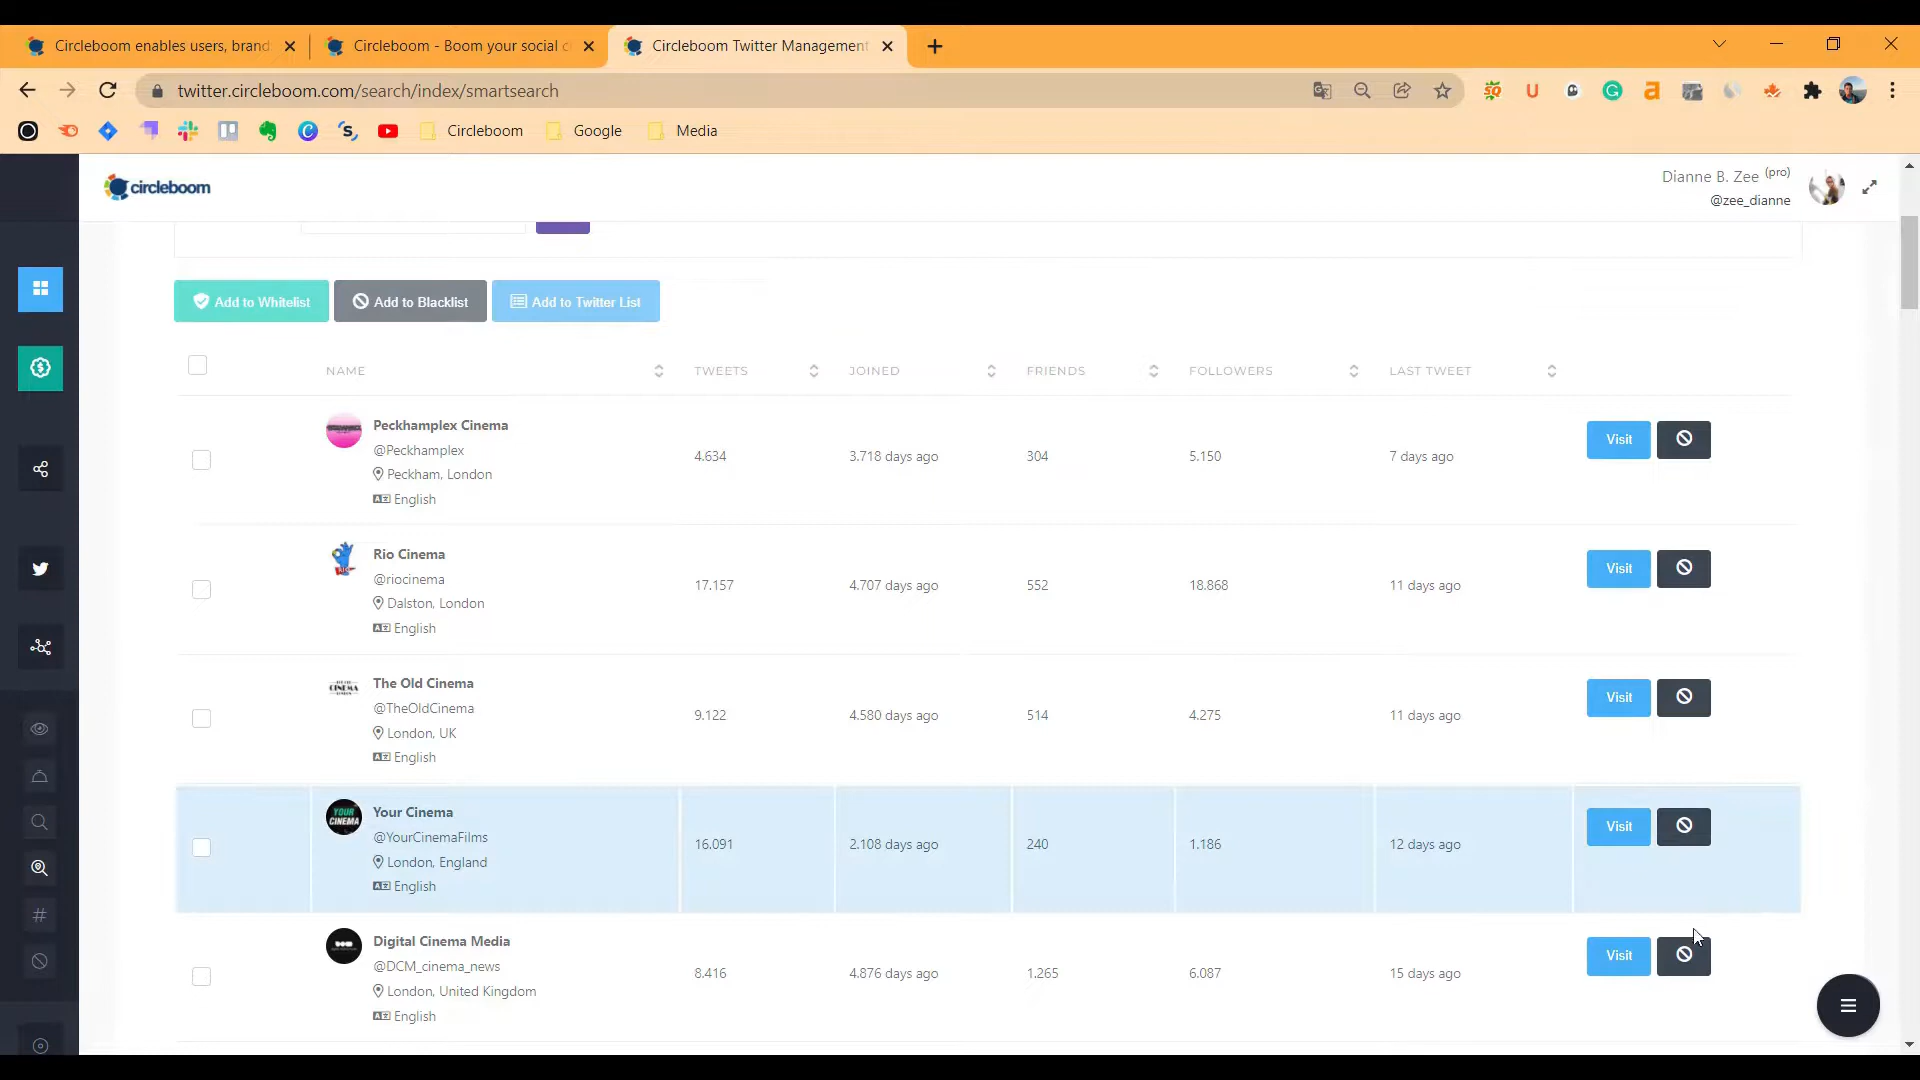 Circleboom enables users, brand
Circleboom - Boom your social c
Circleboom Twitter Management
twitter.circleboom.com/search/index/smartsearch
Circleboom
Google
Media
circleboom
Dianne B. Zee (pro)
@zee_dianne
Add to Whitelist
Add to Blacklist
Add to Twitter List
NAME TWEETS JOINED FRIENDS FOLLOWERS LAST TWEET
Peckhamplex Cinema
@Peckhamplex
Peckham, London
English
4.634 3.718 days ago 304 5.150 7 days ago
Visit
Rio Cinema
@riocinema
Dalston, London
English
17.157 4.707 days ago 552 18.868 11 days ago
Visit
The Old Cinema
@TheOldCinema
London, UK
English
9.122 4.580 days ago 514 4.275 11 days ago
Visit
YOUR
CINEMA
Your Cinema
@YourCinemaFilms
London, England
English
16.091 2.108 days ago 240 1.186 12 days ago
Visit
Digital Cinema Media
@DCM_cinema_news
London, United Kingdom
English
8.416 4.876 days ago 1.265 6.087 15 days ago
Visit